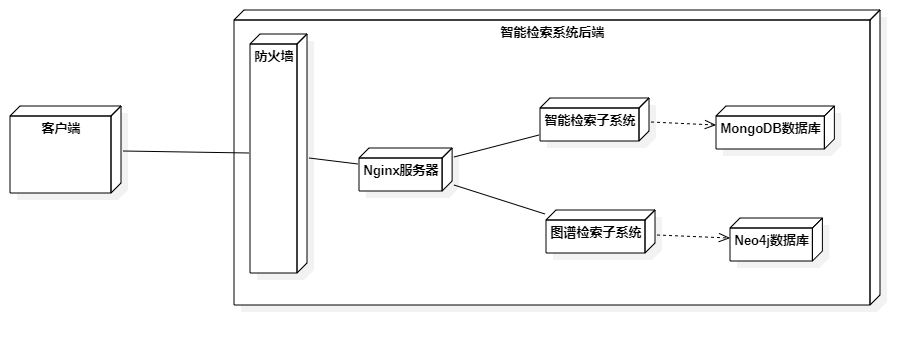 智能检索系统后端
防火墙
客户端
智能检索子系统
MongoDB数据库
Nginx服务器
图谱检索子系统
Neo4j数据库